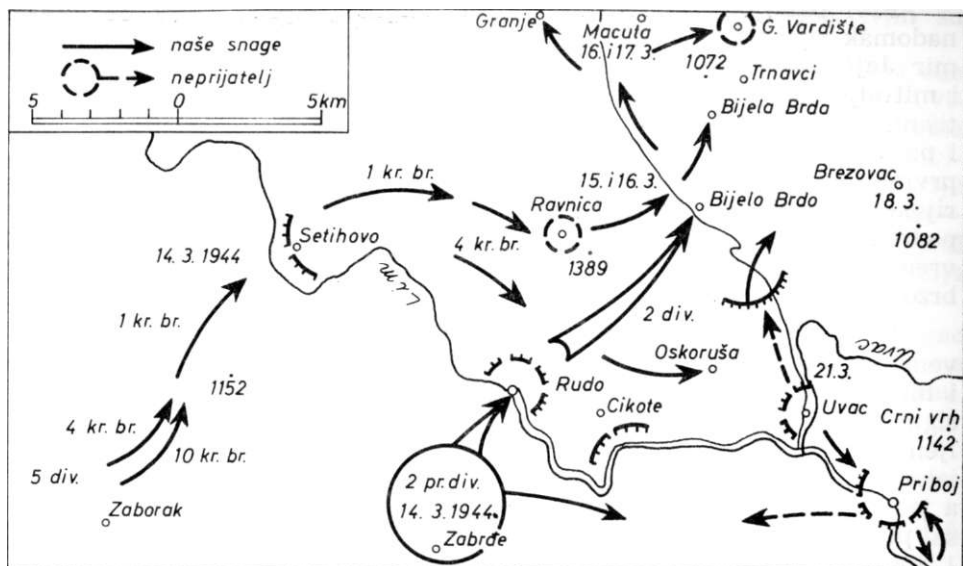 naše snage
neprijatelj
5 0 5km
Granje
Macuta
16. i 17. 3.
G. Vardište
1072
Trnavci
Bijela Brda
1 kr. br.
15. i 16. 3.
Brezovac
18. 3.
Ravnica
Bijelo Brdo
Setihovo
4 kr. br.
1082
14. 3. 1944
1389
Lim
1 kr. br.
2 div.
Uvac
Oskoruša
21. 3.
1152
Rudo
Cikote
Uvac
Crni vrh
1142
4 kr. br.
10 kr. br.
5 div.
2 pr. div.
14. 3. 1944.
Priboj
Zaborak
Zabrđe